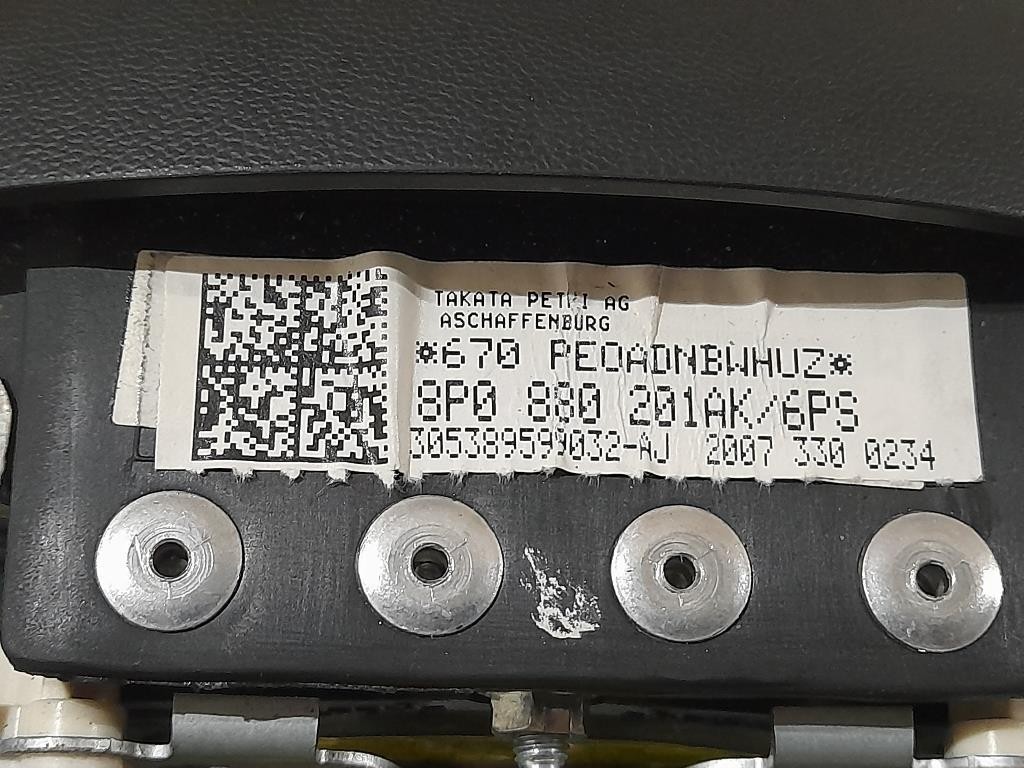 TAKATA PETRI AG
ASCHAFFENBURG
*670 PEOADNBWHUZ*
8P0 880 201AK/6PS
305389599032-AJ 2007 330 0234